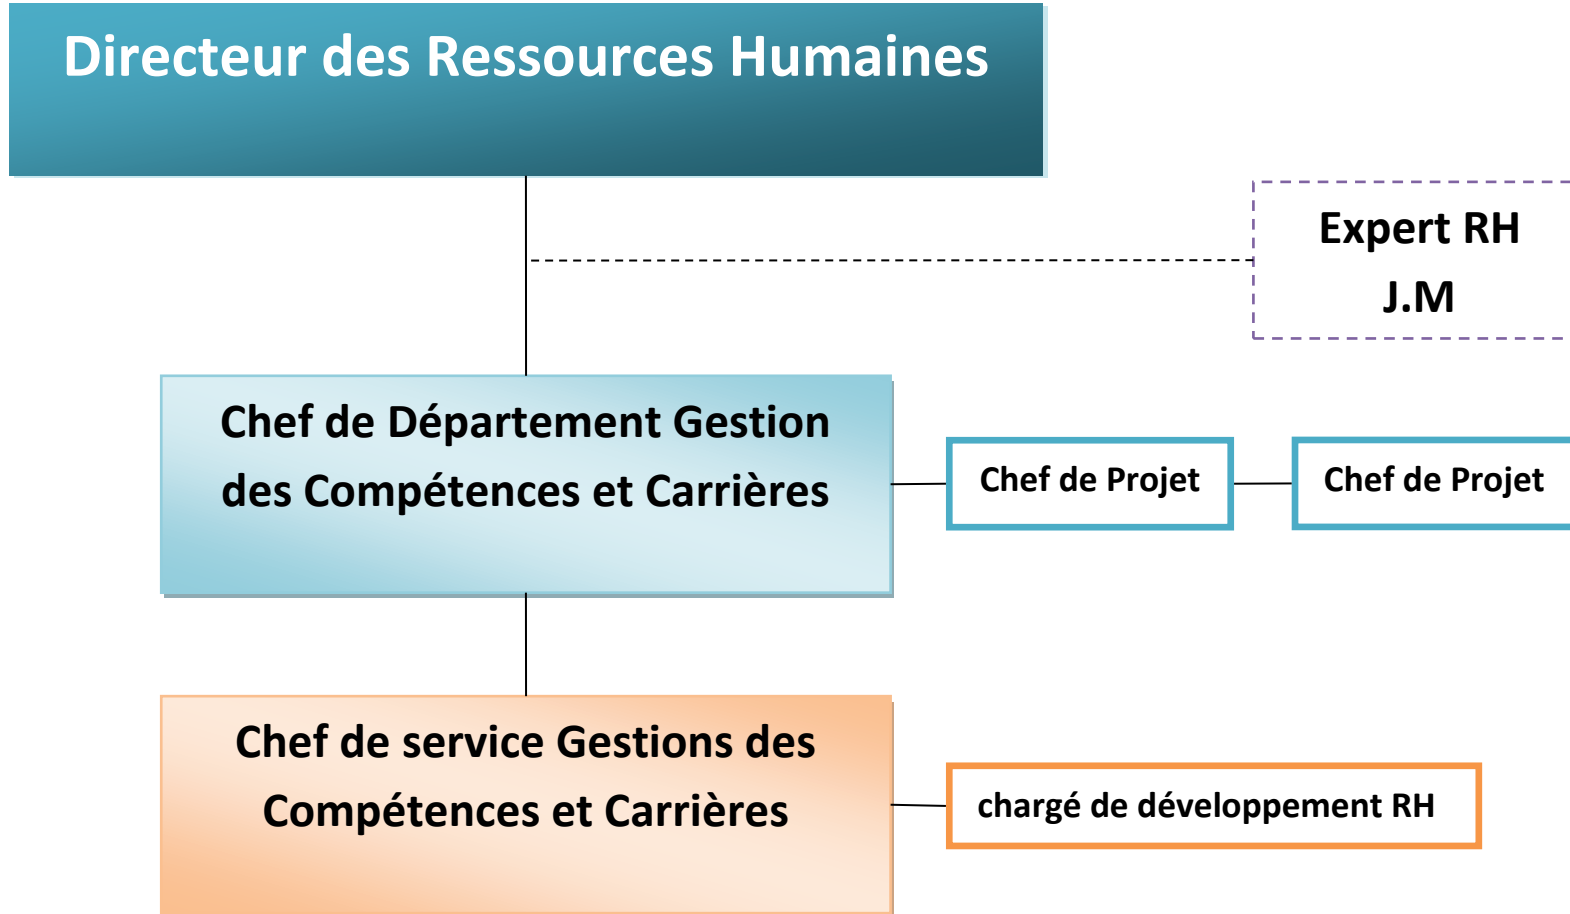 Directeur des Ressources Humaines
Expert RH
J.M
Chef de Département Gestion
des Compétences et Carrières
Chef de Projet
Chef de Projet
Chef de service Gestions des
Compétences et Carrières
chargé de développement RH